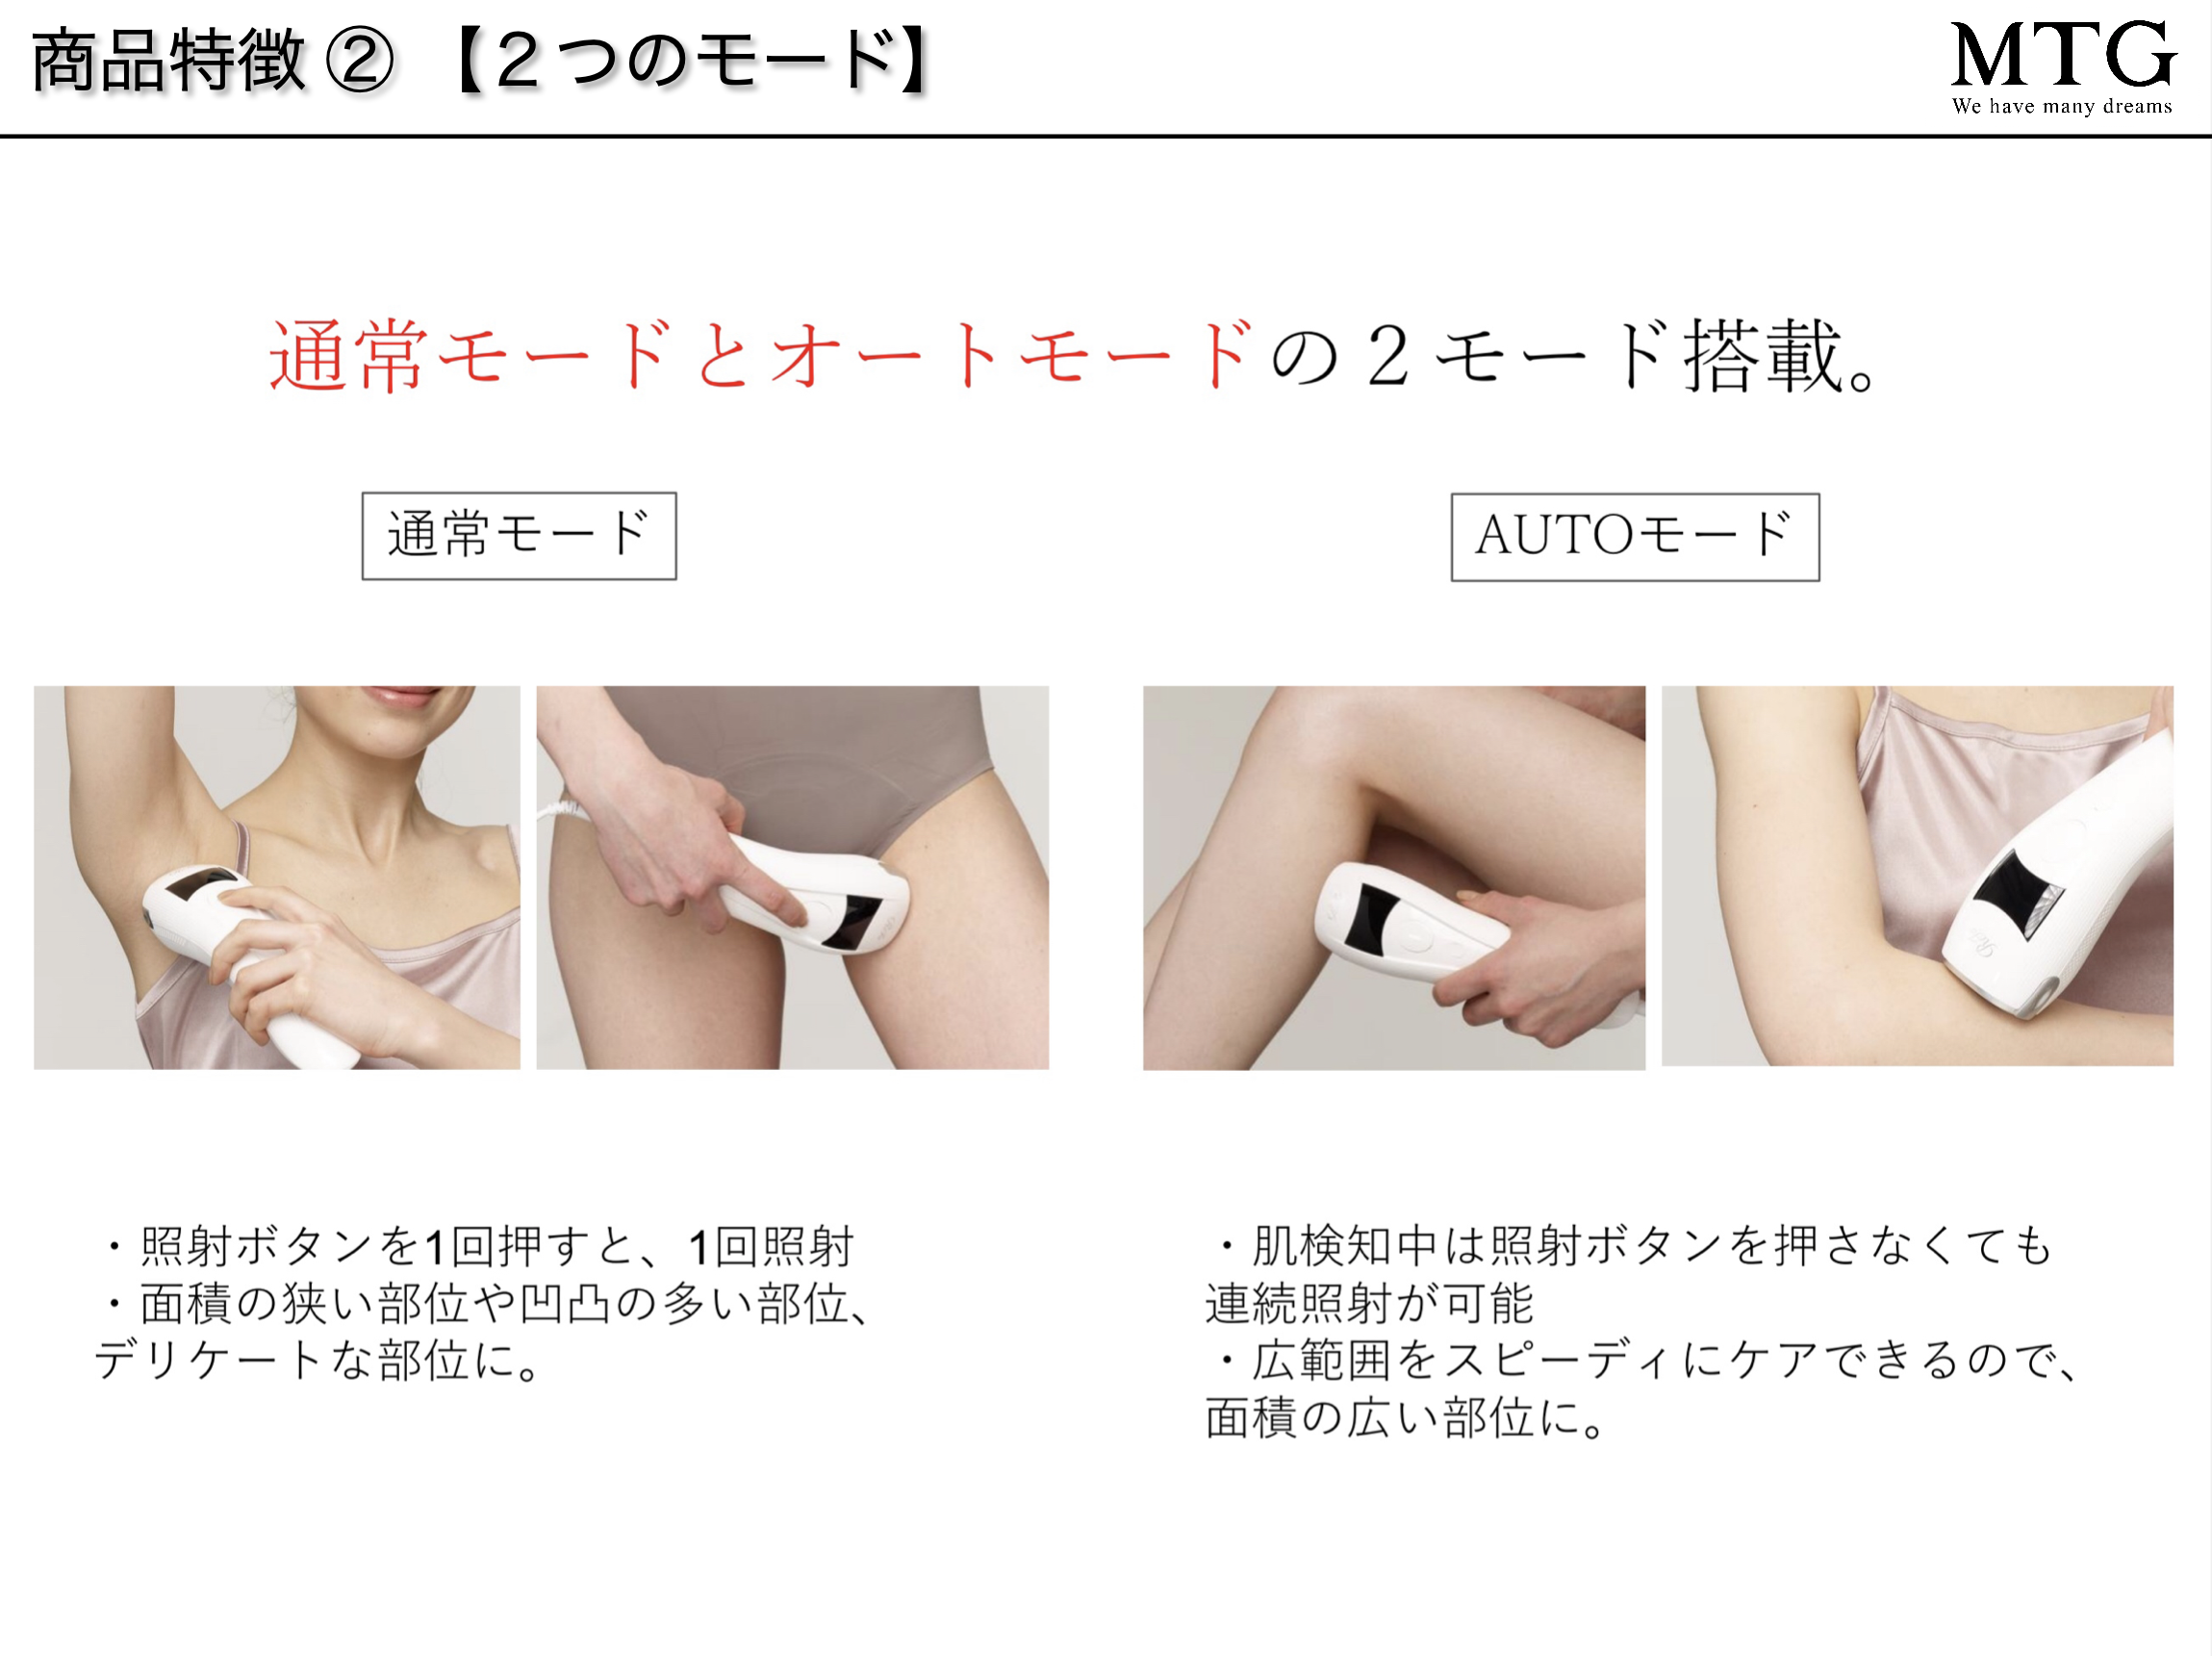 商品特徴 ② 【２つのモード】
MTG
We have many dreams
通常モードとオートモードの２モード搭載。
通常モード
AUTOモード
・照射ボタンを1回押すと、1回照射
・面積の狭い部位や凹凸の多い部位、
デリケートな部位に。
・肌検知中は照射ボタンを押さなくても
連続照射が可能
・広範囲をスピーディにケアできるので、
面積の広い部位に。